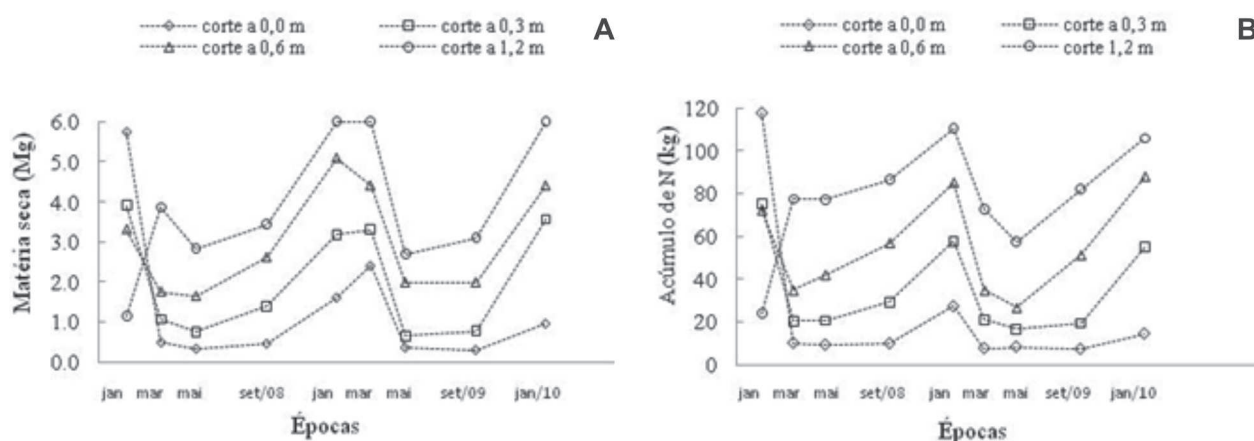 corte a 0,0 m corte a 0,3 m A
corte a 0,6 m corte a 1,2 m
Matéria seca (Mg)
6.0
5.0
4.0
3.0
2.0
1.0
0.0
jan mar mai set/08 jan mar mai set/09 jan/10
Épocas
corte a 0,0 m corte a 0,3 m B
corte a 0,6 m corte 1,2 m
Acúmulo de N (kg)
120
100
80
60
40
20
0
jan mar mai set/08 jan mar mai set/09 jan/10
Épocas